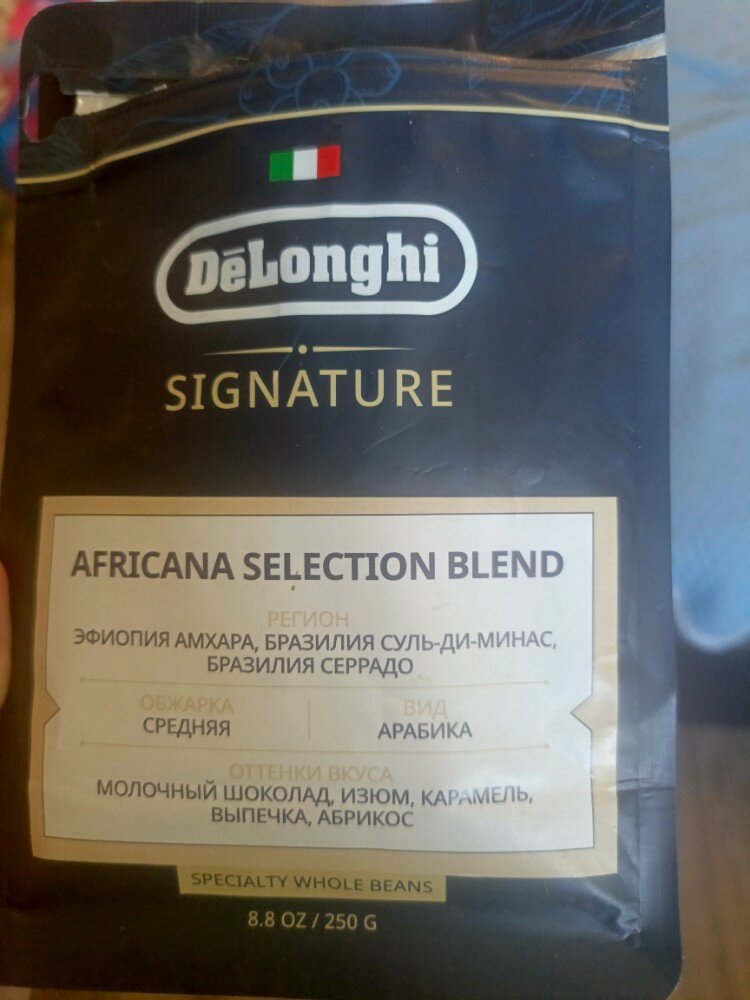 DēLonghi
SIGNATURE
AFRICANA SELECTION BLEND
РЕГИОН
ЭФИОПИЯ АМХАРА, БРАЗИЛИЯ СУЛЬ-ДИ-МИНАС,
БРАЗИЛИЯ СЕРРАДО
ОБЖАРКА
СРЕДНЯЯ
ВИД
АРАБИКА
ОТТЕНКИ ВКУСА
МОЛОЧНЫЙ ШОКОЛАД, ИЗЮМ, КАРАМЕЛЬ,
ВЫПЕЧКА, АБРИКОС
SPECIALTY WHOLE BEANS
8.8 OZ / 250 G